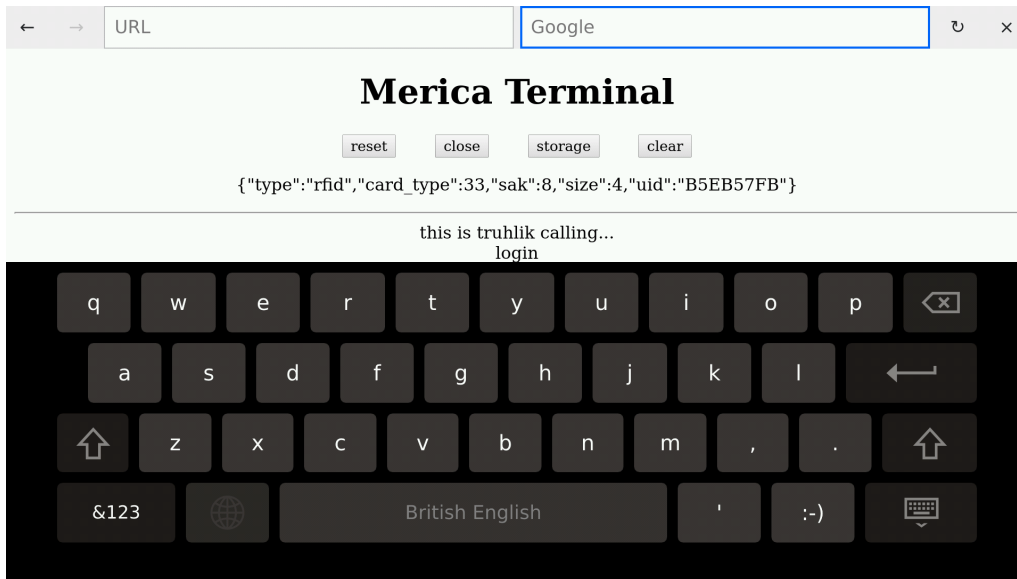 ← → URL Google ↻ ×
Merica Terminal
reset close storage clear
{"type":"rfid","card_type":33,"sak":8,"size":4,"uid":"B5EB57FB"}
this is truhlik calling...
login
q w e r t y u i o p
a s d f g h j k l
z x c v b n m , .
&123 British English ' :-)